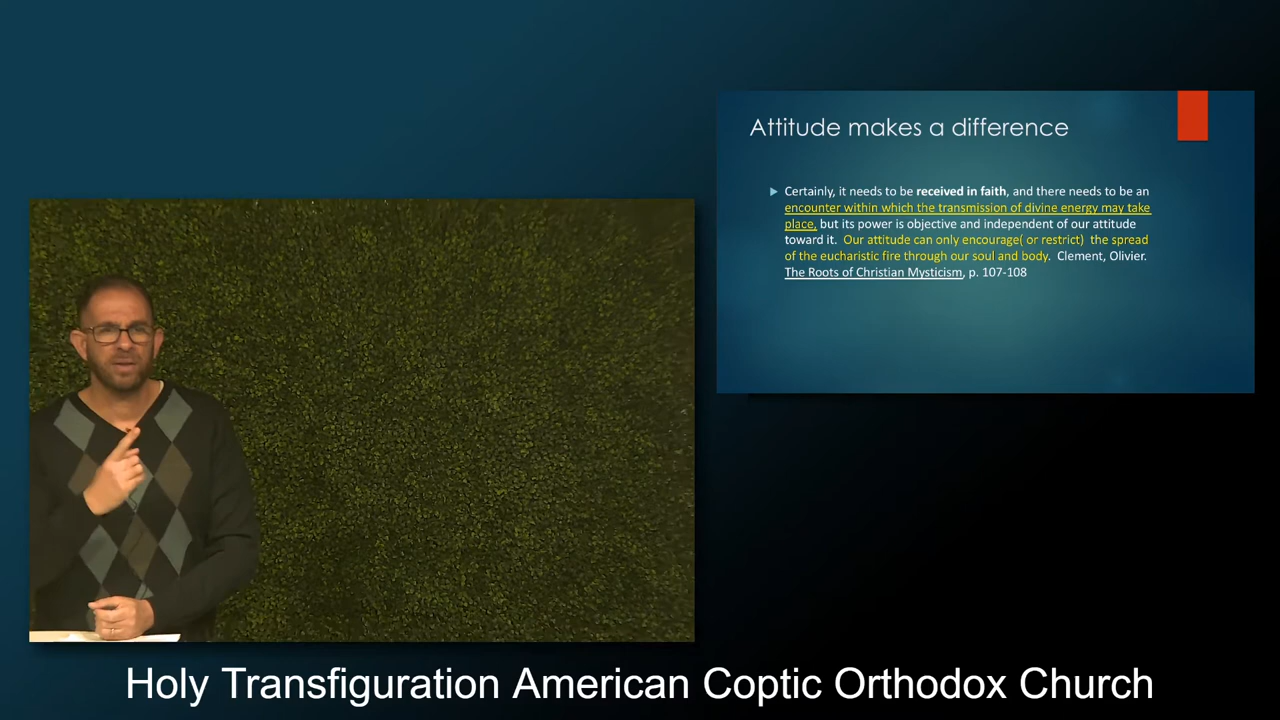 Attitude makes a difference
Certainly, it needs to be received in faith, and there needs to be an
encounter within which the transmission of divine energy may take
place, but its power is objective and independent of our attitude
toward it. Our attitude can only encourage( or restrict) the spread
of the eucharistic fire through our soul and body. Clement, Olivier.
The Roots of Christian Mysticism, p. 107-108
Holy Transfiguration American Coptic Orthodox Church